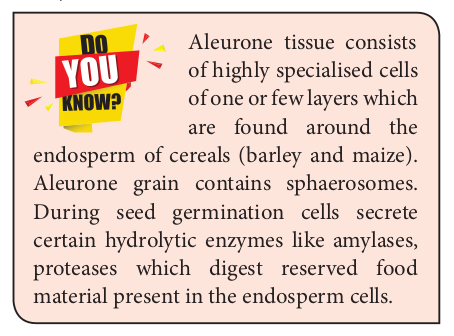 DO
YOU
KNOW?
Aleurone tissue consists
of highly specialised cells
of one or few layers which
are found around the
endosperm of cereals (barley and maize).
Aleurone grain contains sphaerosomes.
During seed germination cells secrete
certain hydrolytic enzymes like amylases,
proteases which digest reserved food
material present in the endosperm cells.